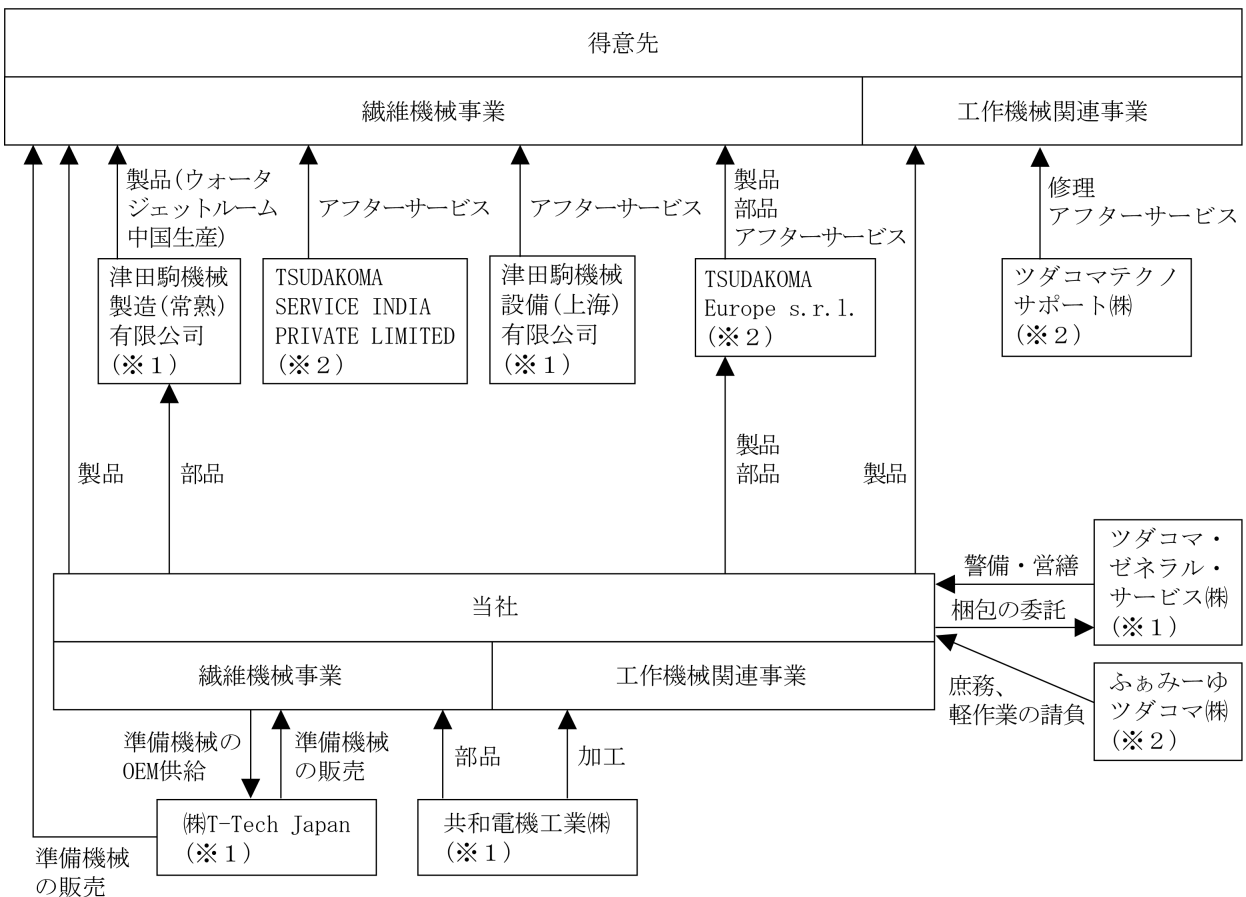 得意先
繊維機械事業
工作機械関連事業
製品(ウォータ
ジェットルーム
中国生産)
アフターサービス
アフターサービス
製品
部品
アフターサービス
修理
アフターサービス
津田駒機械
製造(常熟)
有限公司
(※1)
TSUDAKOMA
SERVICE INDIA
PRIVATE LIMITED
(※2)
津田駒機械
設備(上海)
有限公司
(※1)
TSUDAKOMA
Europe s.r.l.
(※2)
ツダコマテクノ
サポート㈱
(※2)
製品
部品
製品
部品
製品
当社
繊維機械事業
工作機械関連事業
警備・営繕
梱包の委託
ツダコマ・
ゼネラル・
サービス㈱
(※1)
庶務、
軽作業の請負
ふぁみーゆ
ツダコマ㈱
(※2)
準備機械の
OEM供給
準備機械
の販売
部品
加工
㈱T-Tech Japan
(※1)
共和電機工業㈱
(※1)
準備機械
の販売